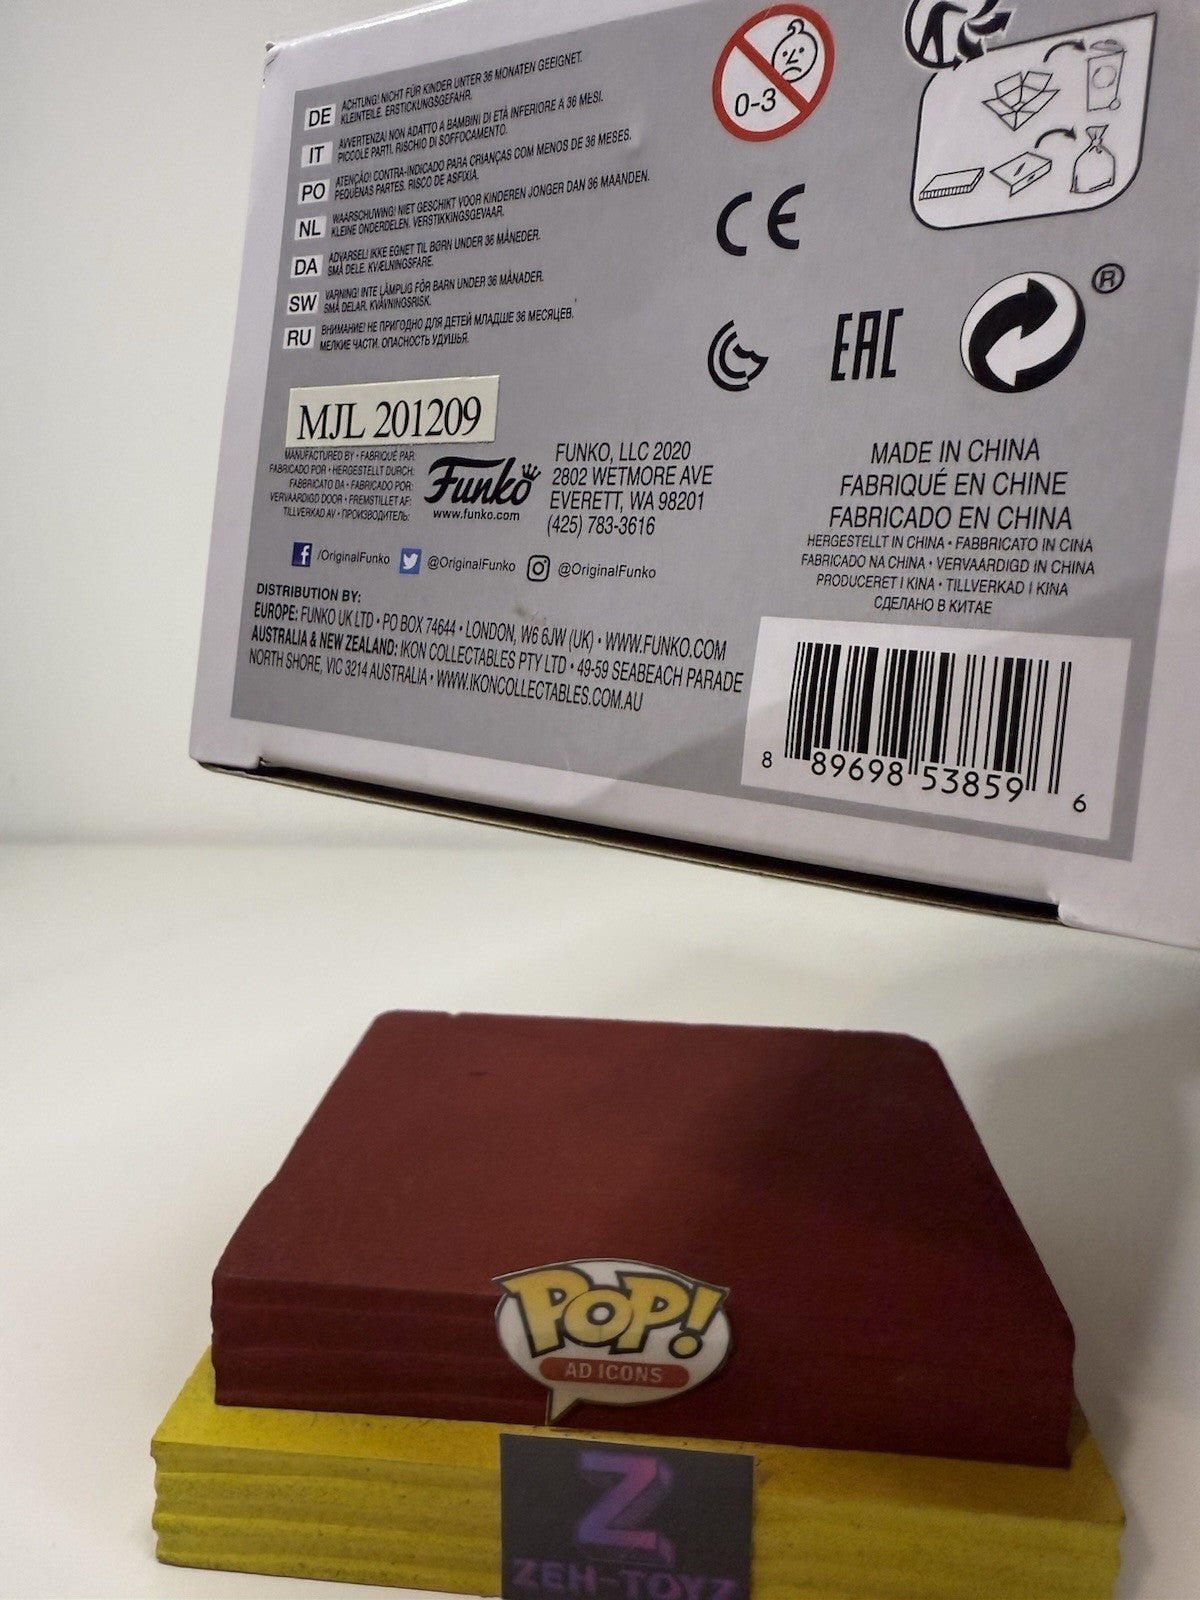 DE
ACHTUNG! NICHT FÜR KINDER UNTER 36 MONATEN GEEIGNET.
KLEINTEILE. ERSTICKUNGSGEFAHR.
IT
AVVERTENZA! NON ADATTO A BAMBINI DI ETÀ INFERIORE A 36 MESI.
PICCOLE PARTI. RISCHIO DI SOFFOCAMENTO.
PO
ATENÇÃO! CONTRA-INDICADO PARA CRIANÇAS COM MENOS DE 36 MESES.
PEQUENAS PARTES. RISCO DE ASFIXIA.
NL
WAARSCHUWING! NIET GESCHIKT VOOR KINDEREN JONGER DAN 36 MAANDEN.
KLEINE ONDERDELEN. VERSTIKKINGSGEVAAR.
DA
ADVARSEL! IKKE EGNET TIL BØRN UNDER 36 MÅNEDER.
SMÅ DELE. KVÆLNINGSFARE.
SW
VARNING! INTE LÄMPLIG FÖR BARN UNDER 36 MÅNADER.
SMÅ DELAR. KVÄVNINGSRISK.
RU
ВНИМАНИЕ! НЕ ПРИГОДНО ДЛЯ ДЕТЕЙ МЛАДШЕ 36 МЕСЯЦЕВ.
МЕЛКИЕ ЧАСТИ. ОПАСНОСТЬ УДУШЬЯ.
0-3
CE
EAC
®
MJL 201209
MANUFACTURED BY • FABRIQUÉ PAR
FABRICADO POR • HERGESTELLT DURCH:
FABBRICATO DA • FABRICADO POR:
VERVAARDIGD DOOR • FREMSTILLET AF:
TILLVERKAD AV • ПРОИЗВОДИТЕЛЬ:
Funko
www.funko.com
FUNKO, LLC 2020
2802 WETMORE AVE
EVERETT, WA 98201
(425) 783-3616
/OriginalFunko
@OriginalFunko
@OriginalFunko
MADE IN CHINA
FABRIQUÉ EN CHINE
FABRICADO EN CHINA
HERGESTELLT IN CHINA • FABBRICATO IN CINA
FABRICADO NA CHINA • VERVAARDIGD IN CHINA
PRODUCERET I KINA • TILLVERKAD I KINA
СДЕЛАНО В КИТАЕ
DISTRIBUTION BY:
EUROPE: FUNKO UK LTD • PO BOX 74644 • LONDON, W6 6JW (UK) • WWW.FUNKO.COM
AUSTRALIA & NEW ZEALAND: IKON COLLECTABLES PTY LTD • 49-59 SEABEACH PARADE
NORTH SHORE, VIC 3214 AUSTRALIA • WWW.IKONCOLLECTABLES.COM.AU
8 89698 53859 6
POP!
AD ICONS
Z
ZEH-TOYZ